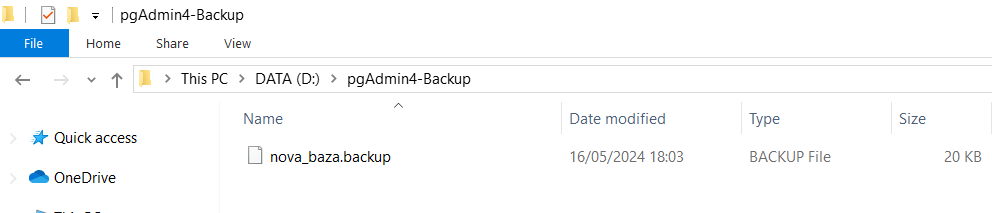 pgAdmin4-Backup
File Home Share View
This PC DATA (D:) pgAdmin4-Backup
Name Date modified Type Size
Quick access
nova_baza.backup 16/05/2024 18:03 BACKUP File 20 KB
OneDrive